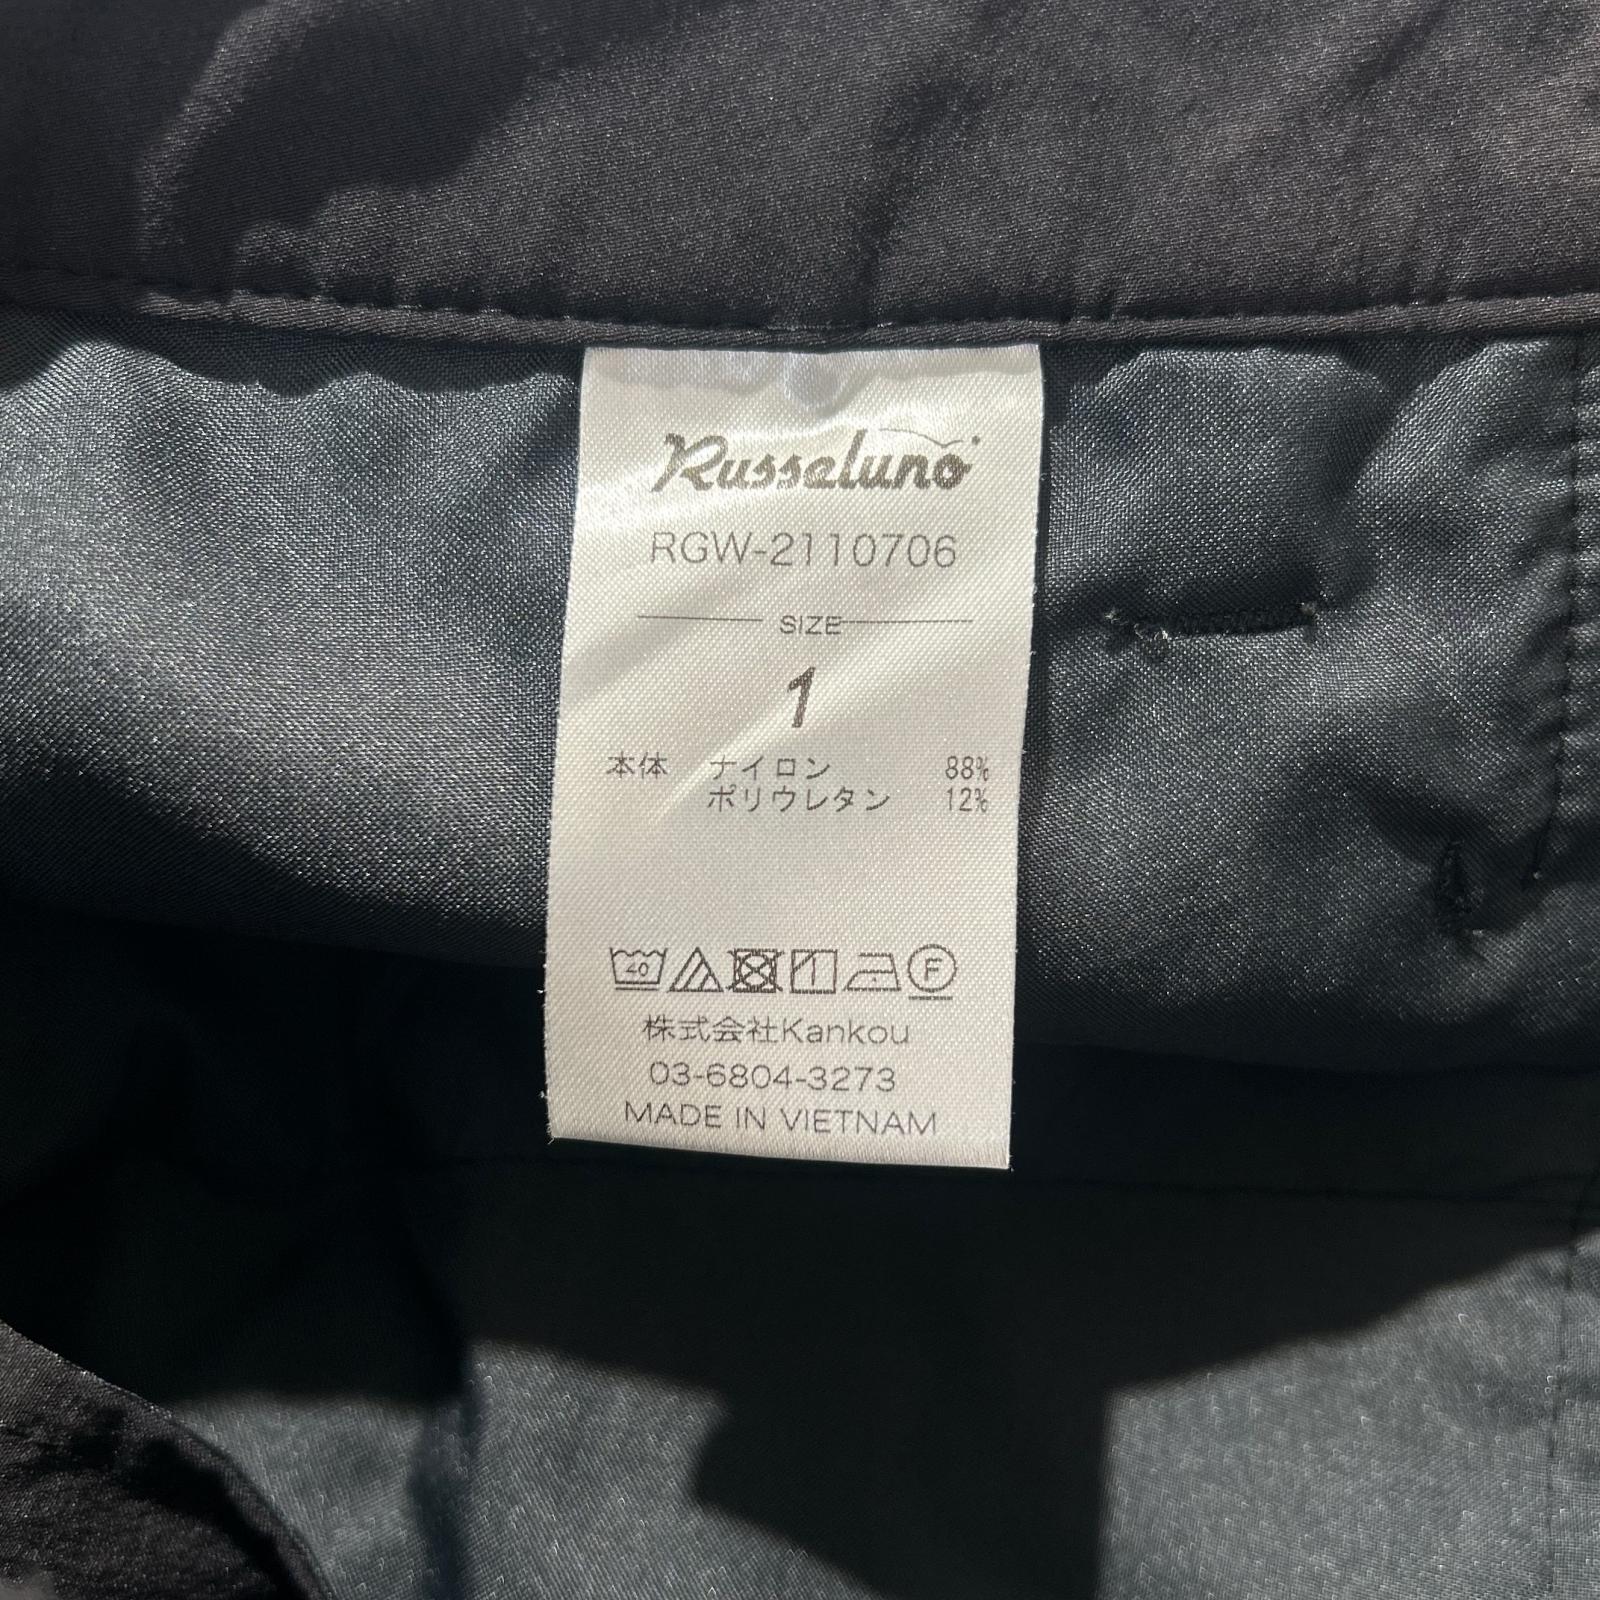 Russeluno
RGW-2110706
SIZE
1
本体 ナイロン 88%
ポリウレタン 12%
40 F
株式会社Kankou
03-6804-3273
MADE IN VIETNAM